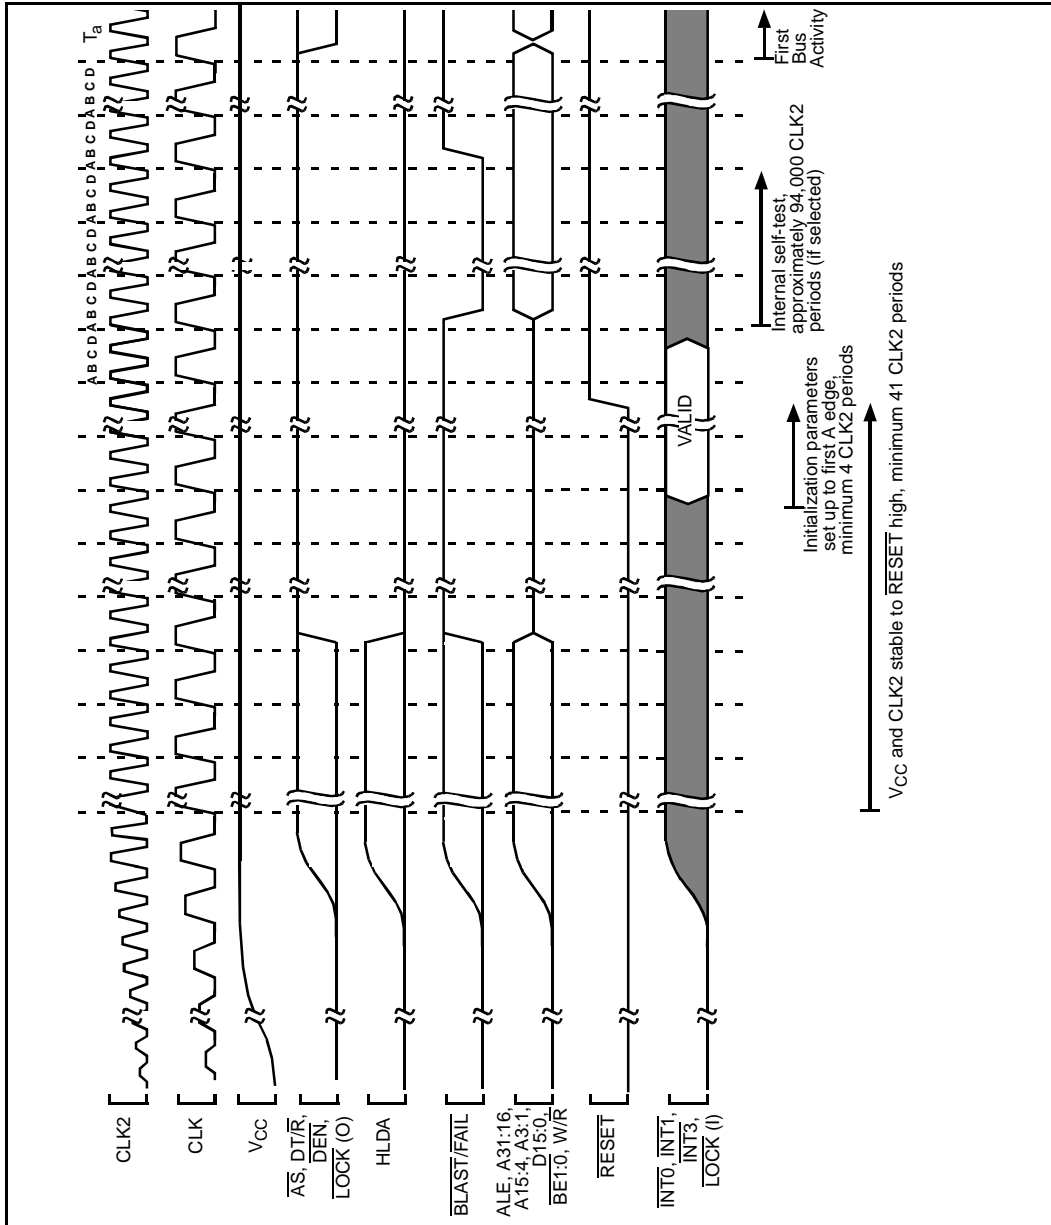 CLK2
CLK
VCC
AS, DT/R,
DEN,
LOCK (O)
HLDA
BLAST/FAIL
ALE, A31:16,
A15:4, A3:1,
D15:0,
BE1:0, W/R
RESET
INT0, INT1,
INT3,
LOCK (I)
A B C D A B C D A B C D A B C D A B C D A B C D
Ta
VALID
First
Bus
Activity
Internal self-test,
approximately 94,000 CLK2
periods (if selected)
Initialization parameters
set up to first A edge,
minimum 4 CLK2 periods
VCC and CLK2 stable to RESET high, minimum 41 CLK2 periods